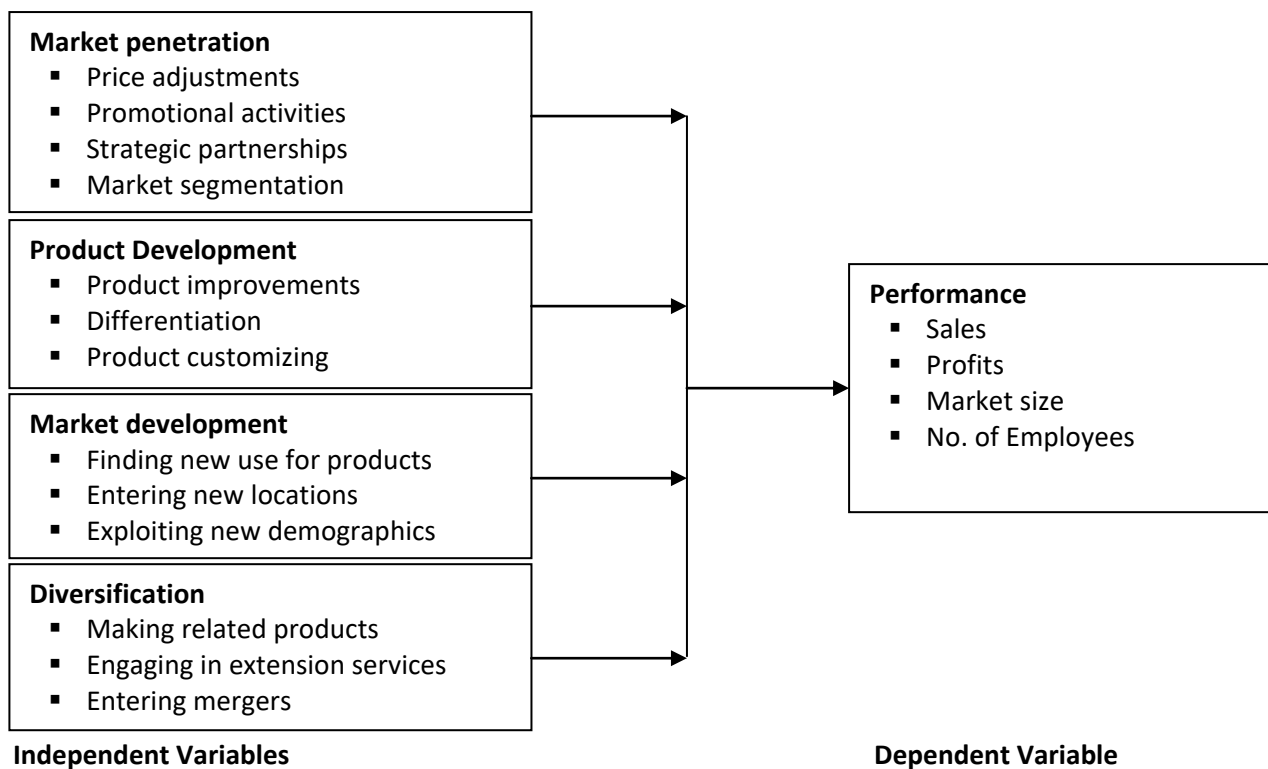 Market penetration
▪ Price adjustments
▪ Promotional activities
▪ Strategic partnerships
▪ Market segmentation
Product Development
▪ Product improvements
▪ Differentiation
▪ Product customizing
Market development
▪ Finding new use for products
▪ Entering new locations
▪ Exploiting new demographics
Diversification
▪ Making related products
▪ Engaging in extension services
▪ Entering mergers
Independent Variables
Performance
▪ Sales
▪ Profits
▪ Market size
▪ No. of Employees
Dependent Variable